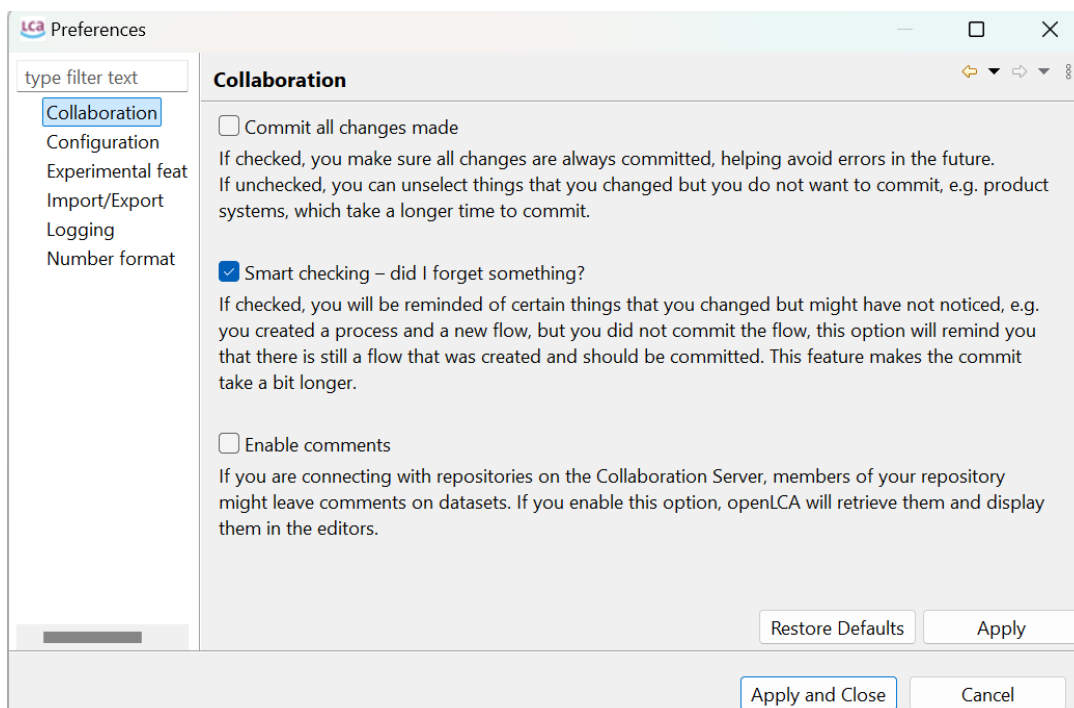 LCA Preferences
type filter text
Collaboration
Configuration
Experimental feat
Import/Export
Logging
Number format
Collaboration
Commit all changes made
If checked, you make sure all changes are always committed, helping avoid errors in the future.
If unchecked, you can unselect things that you changed but you do not want to commit, e.g. product
systems, which take a longer time to commit.
Smart checking – did I forget something?
If checked, you will be reminded of certain things that you changed but might have not noticed, e.g.
you created a process and a new flow, but you did not commit the flow, this option will remind you
that there is still a flow that was created and should be committed. This feature makes the commit
take a bit longer.
Enable comments
If you are connecting with repositories on the Collaboration Server, members of your repository
might leave comments on datasets. If you enable this option, openLCA will retrieve them and display
them in the editors.
Restore Defaults
Apply
Apply and Close
Cancel